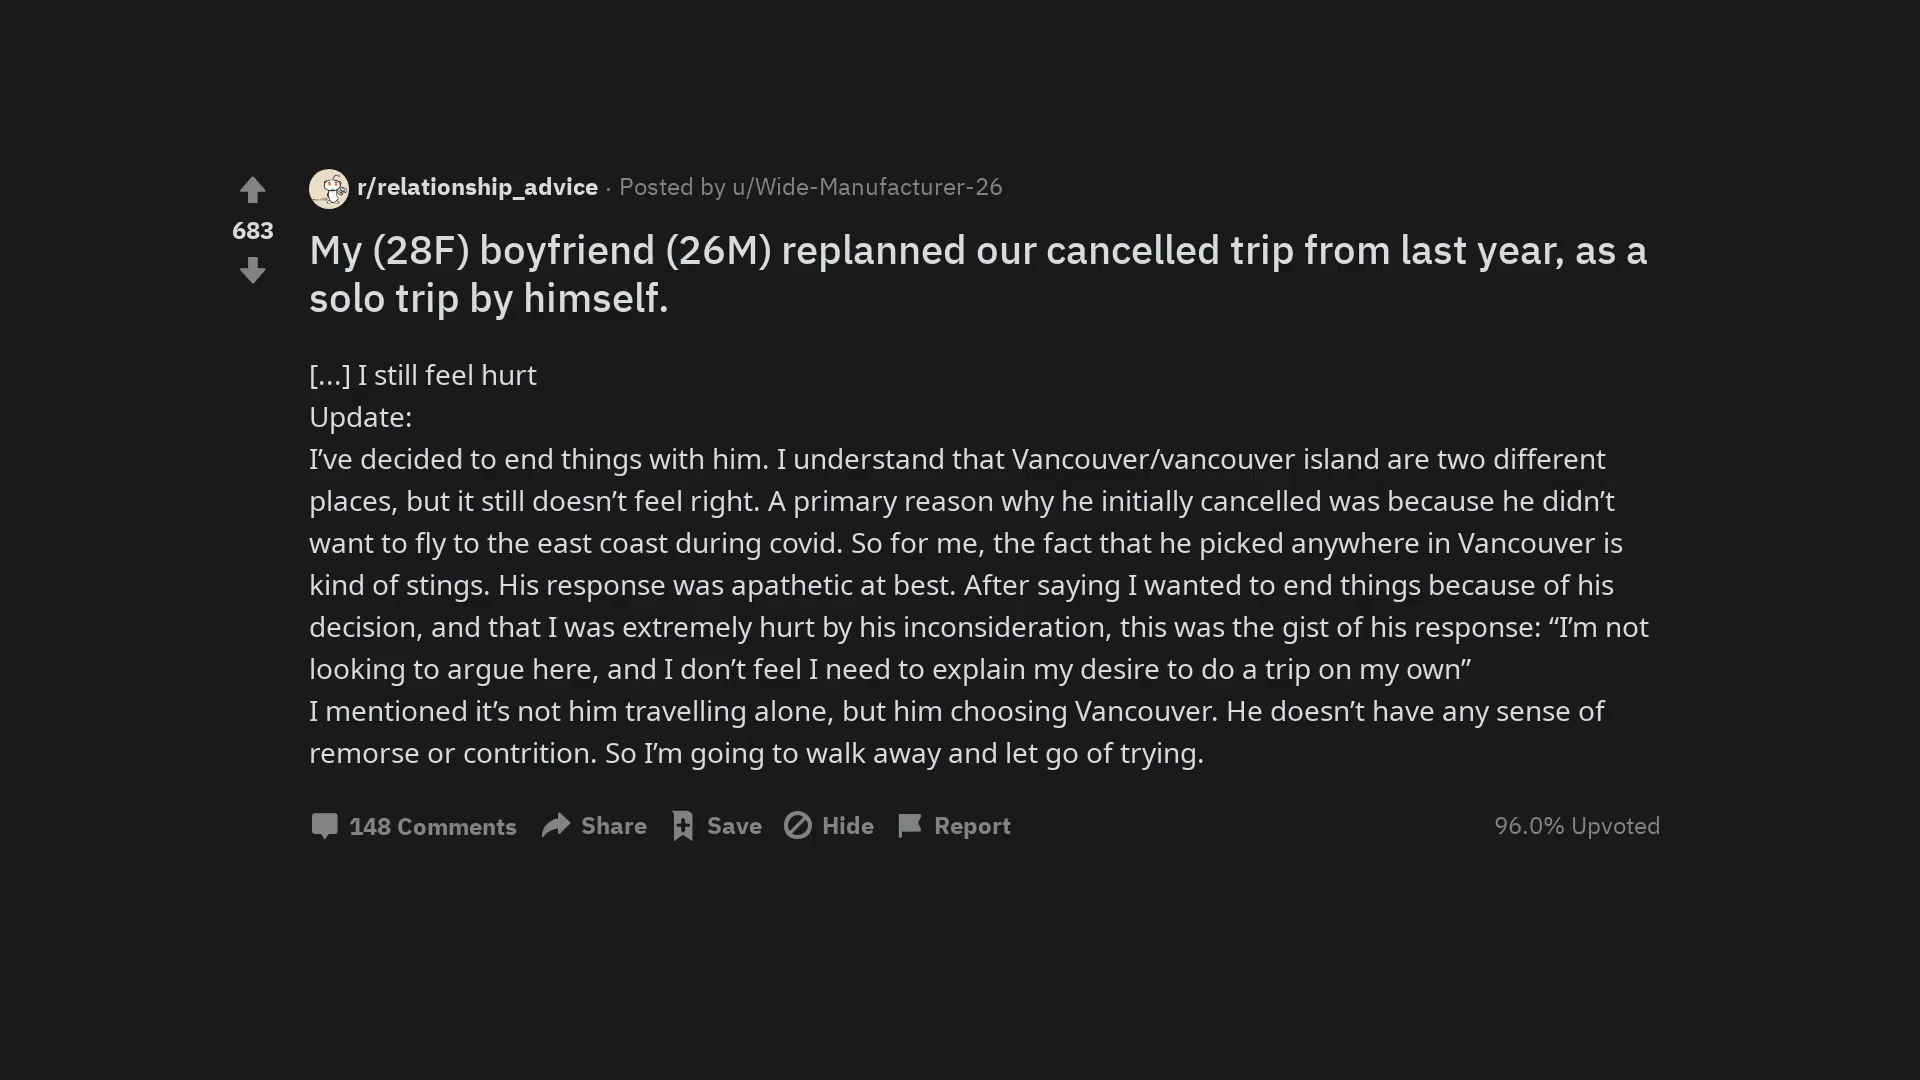 r/relationship_advice · Posted by u/Wide-Manufacturer-26
683
My (28F) boyfriend (26M) replanned our cancelled trip from last year, as a
solo trip by himself.
[...] I still feel hurt
Update:
I’ve decided to end things with him. I understand that Vancouver/vancouver island are two different
places, but it still doesn’t feel right. A primary reason why he initially cancelled was because he didn’t
want to fly to the east coast during covid. So for me, the fact that he picked anywhere in Vancouver is
kind of stings. His response was apathetic at best. After saying I wanted to end things because of his
decision, and that I was extremely hurt by his inconsideration, this was the gist of his response: “I’m not
looking to argue here, and I don’t feel I need to explain my desire to do a trip on my own”
I mentioned it’s not him travelling alone, but him choosing Vancouver. He doesn’t have any sense of
remorse or contrition. So I’m going to walk away and let go of trying.
148 Comments Share Save Hide Report 96.0% Upvoted